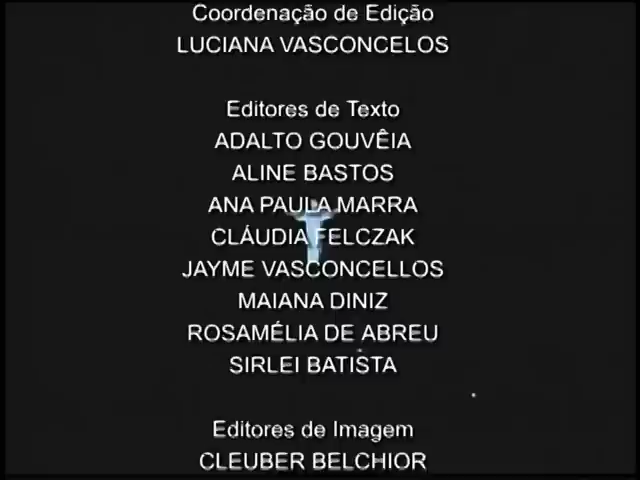 Coordenação de Edição
LUCIANA VASCONCELOS
Editores de Texto
ADALTO GOUVÊIA
ALINE BASTOS
ANA PAULA MARRA
CLÁUDIA FELCZAK
JAYME VASCONCELLOS
MAIANA DINIZ
ROSAMÉLIA DE ABREU
SIRLEI BATISTA
Editores de Imagem
CLEUBER BELCHIOR